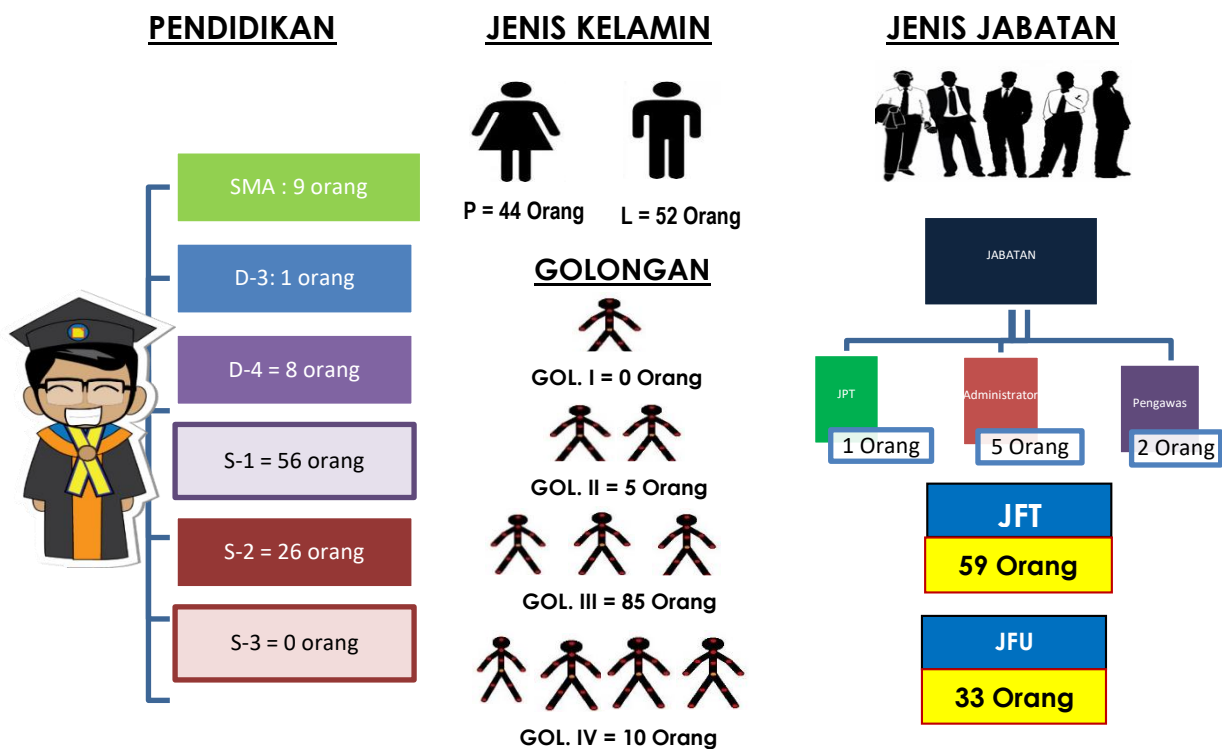 PENDIDIKAN
SMA : 9 orang
D-3: 1 orang
D-4 = 8 orang
S-1 = 56 orang
S-2 = 26 orang
S-3 = 0 orang
JENIS KELAMIN
P = 44 Orang
L = 52 Orang
GOLONGAN
GOL. I = 0 Orang
GOL. II = 5 Orang
GOL. III = 85 Orang
GOL. IV = 10 Orang
JENIS JABATAN
JABATAN
JPT
1 Orang
Administrator
5 Orang
Pengawas
2 Orang
JFT
59 Orang
JFU
33 Orang